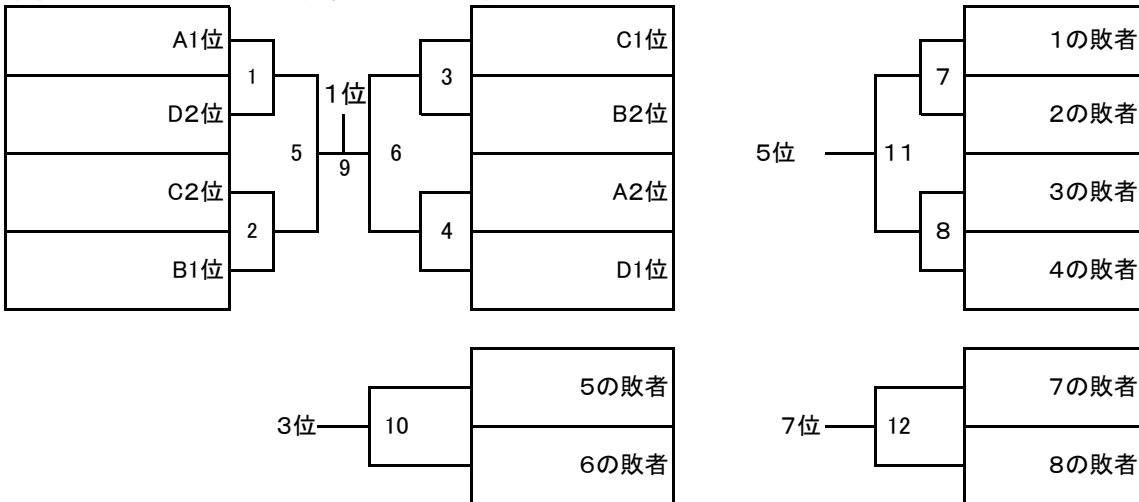 A1位
D2位
C2位
B1位
1
2
5
1位
9
6
3
4
C1位
B2位
A2位
D1位
5位
11
7
8
1の敗者
2の敗者
3の敗者
4の敗者
3位
10
5の敗者
6の敗者
7位
12
7の敗者
8の敗者